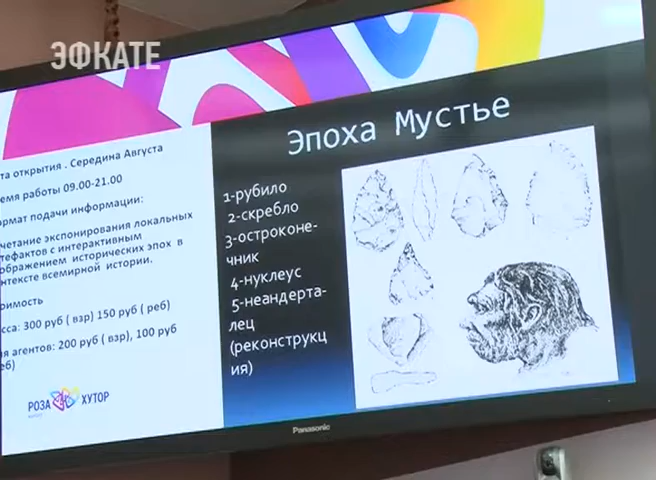 ЭФКАТЕ
та открытия . Середина Августа
емя работы 09.00-21.00
ормат подачи информации:
четание экспонирования локальных
тефактов с интерактивным
ображением исторических эпох в
нтексте всемирной истории.
оимость
сса: 300 руб ( взр) 150 руб ( реб)
я агентов: 200 руб ( взр), 100 руб
еб)
РОЗА ХУТОР
Эпоха Мустье
1-рубило
2-скребло
3-остроконе-
чник
4-нуклеус
5-неандерта-
лец
(реконструкц
ия)
Panasonic